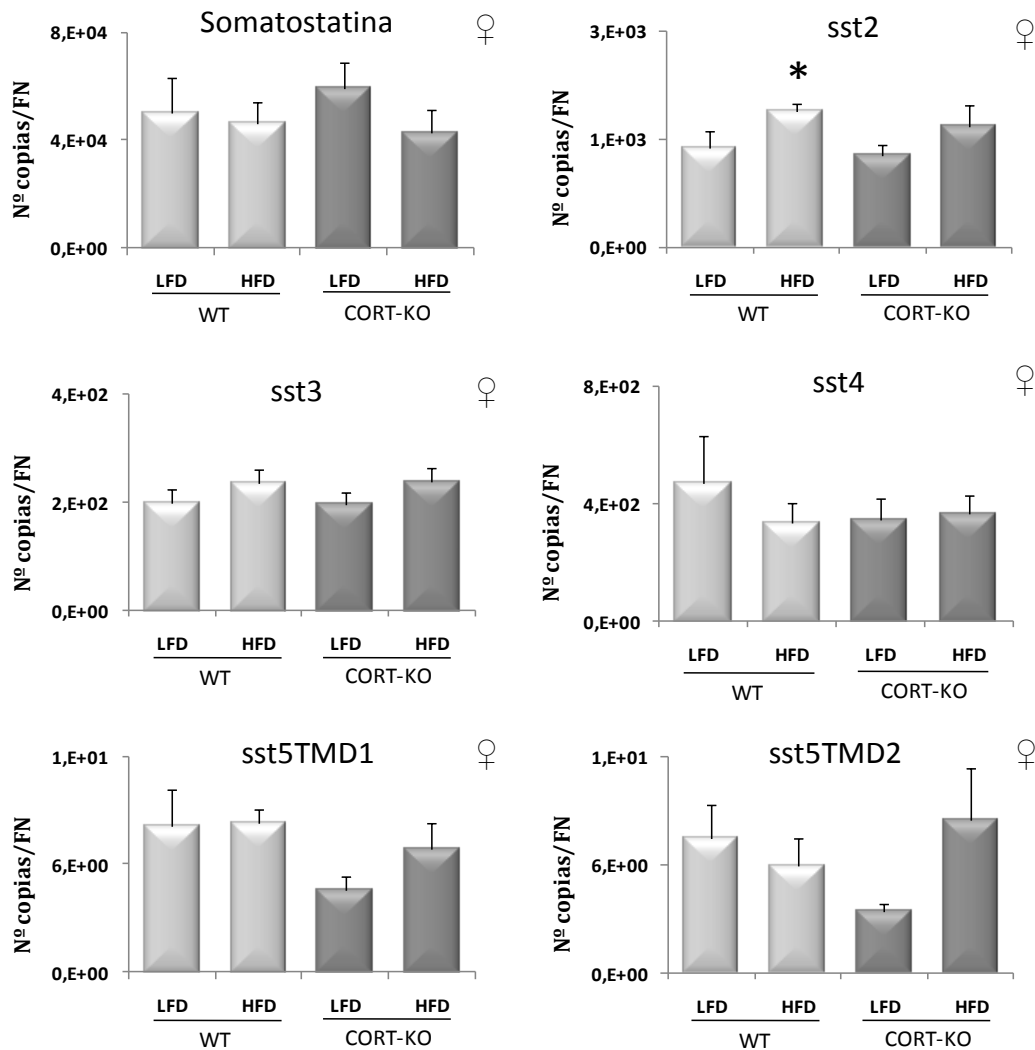 Somatostatina ♀
8,E+04
4,E+04
0,E+00
Nº copias/FN
LFD HFD LFD HFD
WT CORT-KO
sst2 ♀
3,E+03
1,E+03
0,E+00
Nº copias/FN
*
LFD HFD LFD HFD
WT CORT-KO
sst3 ♀
4,E+02
2,E+02
0,E+00
Nº copias/FN
LFD HFD LFD HFD
WT CORT-KO
sst4 ♀
8,E+02
4,E+02
0,E+00
Nº copias/FN
LFD HFD LFD HFD
WT CORT-KO
sst5TMD1 ♀
1,E+01
6,E+00
0,E+00
Nº copias/FN
LFD HFD LFD HFD
WT CORT-KO
sst5TMD2 ♀
1,E+01
6,E+00
0,E+00
Nº copias/FN
LFD HFD LFD HFD
WT CORT-KO